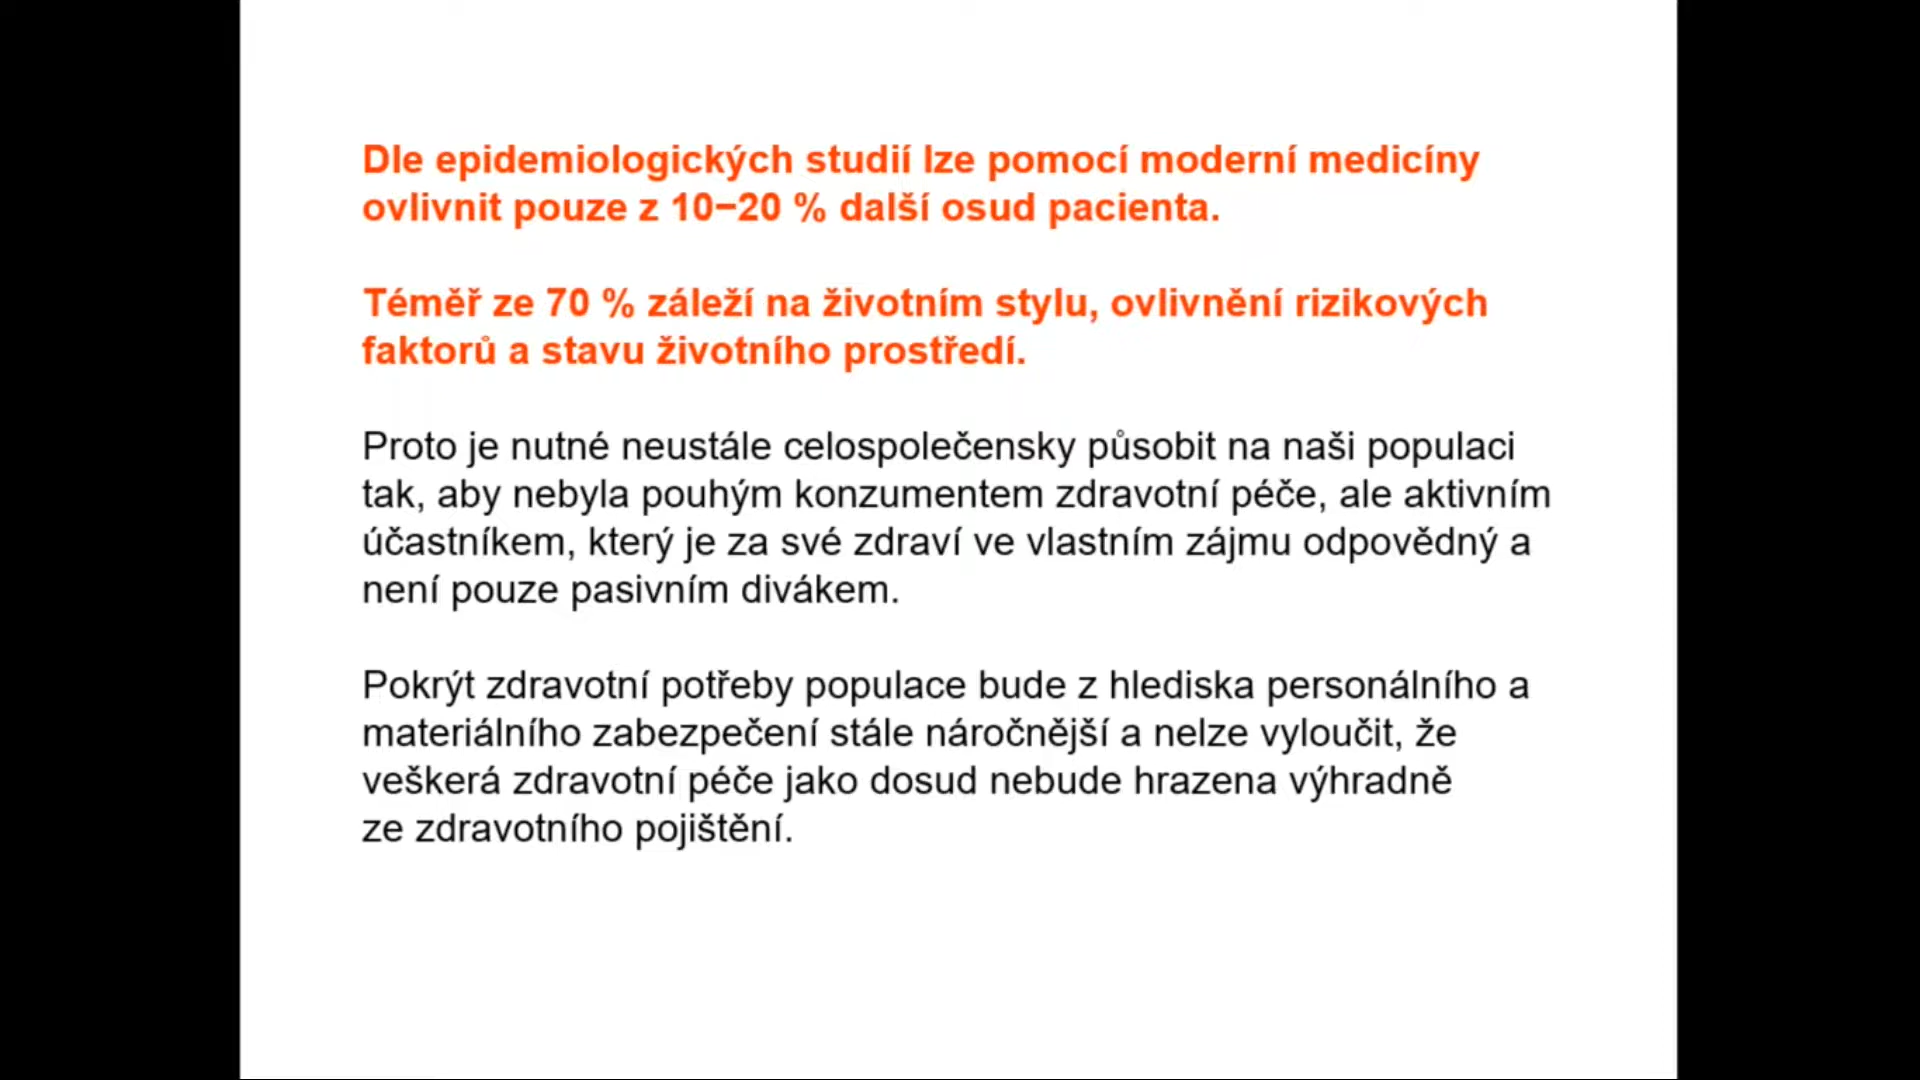 Dle epidemiologických studií lze pomocí moderní medicíny
ovlivnit pouze z 10–20 % další osud pacienta.
Téměř ze 70 % záleží na životním stylu, ovlivnění rizikových
faktorů a stavu životního prostředí.
Proto je nutné neustále celospolečensky působit na naši populaci
tak, aby nebyla pouhým konzumentem zdravotní péče, ale aktivním
účastníkem, který je za své zdraví ve vlastním zájmu odpovědný a
není pouze pasivním divákem.
Pokrýt zdravotní potřeby populace bude z hlediska personálního a
materiálního zabezpečení stále náročnější a nelze vyloučit, že
veškerá zdravotní péče jako dosud nebude hrazena výhradně
ze zdravotního pojištění.